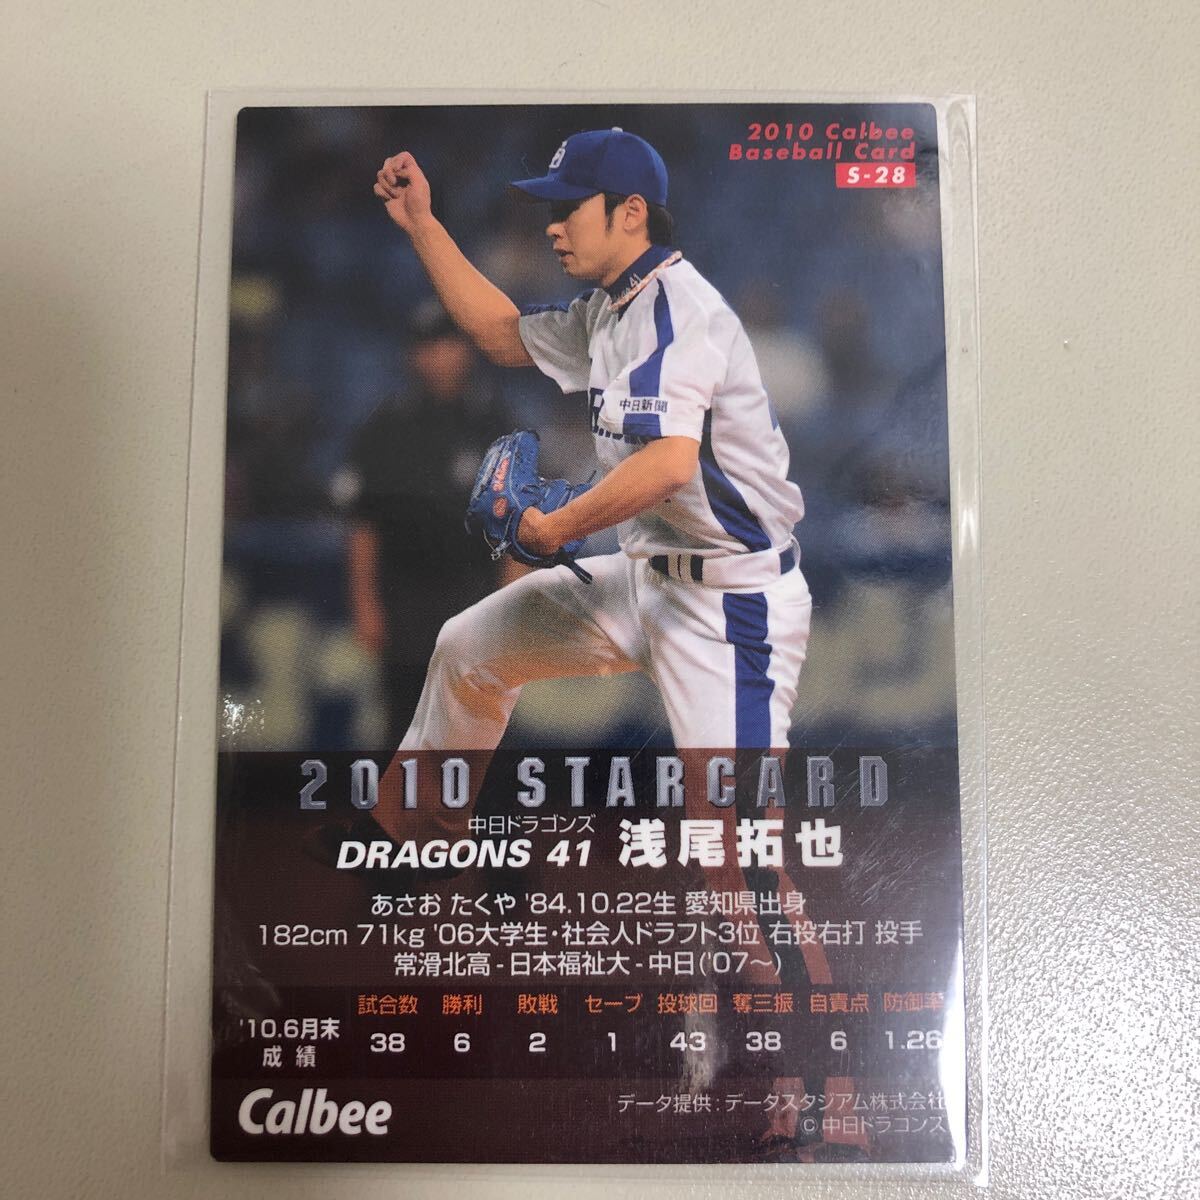 2010 Calbee
Baseball Card
S-28
41
中日新聞
2010 STARCARD
中日ドラゴンズ
DRAGONS 41 浅尾拓也
あさお たくや '84.10.22生 愛知県出身
182cm 71kg '06大学生・社会人ドラフト3位 右投右打 投手
常滑北高-日本福祉大-中日('07〜)
試合数 勝利 敗戦 セーブ 投球回 奪三振 自責点 防御率
'10.6月末成績 38 6 2 1 43 38 6 1.26
Calbee
データ提供:データスタジアム株式会社
©中日ドラゴンズ